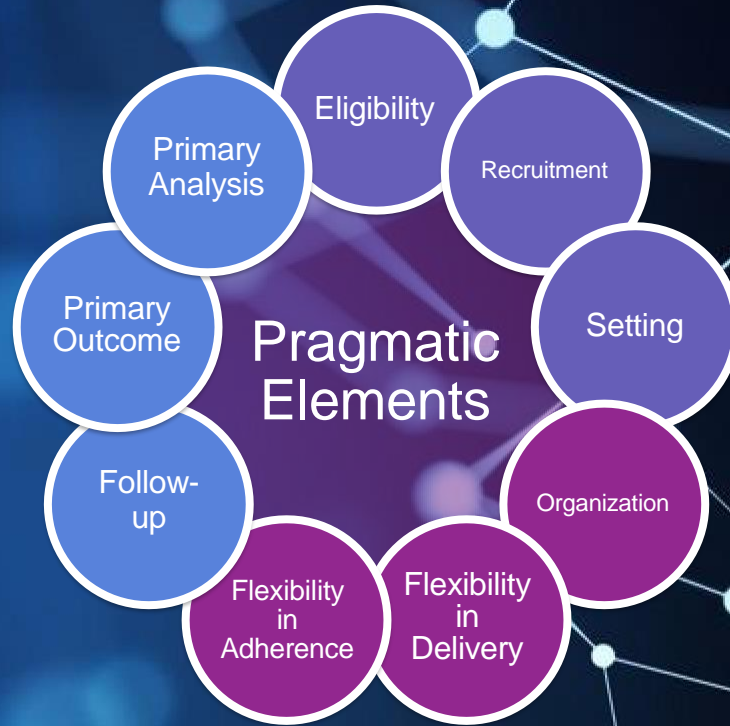 Pragmatic
Elements
Eligibility
Recruitment
Setting
Organization
Flexibility
in
Delivery
Flexibility
in
Adherence
Follow-
up
Primary
Outcome
Primary
Analysis